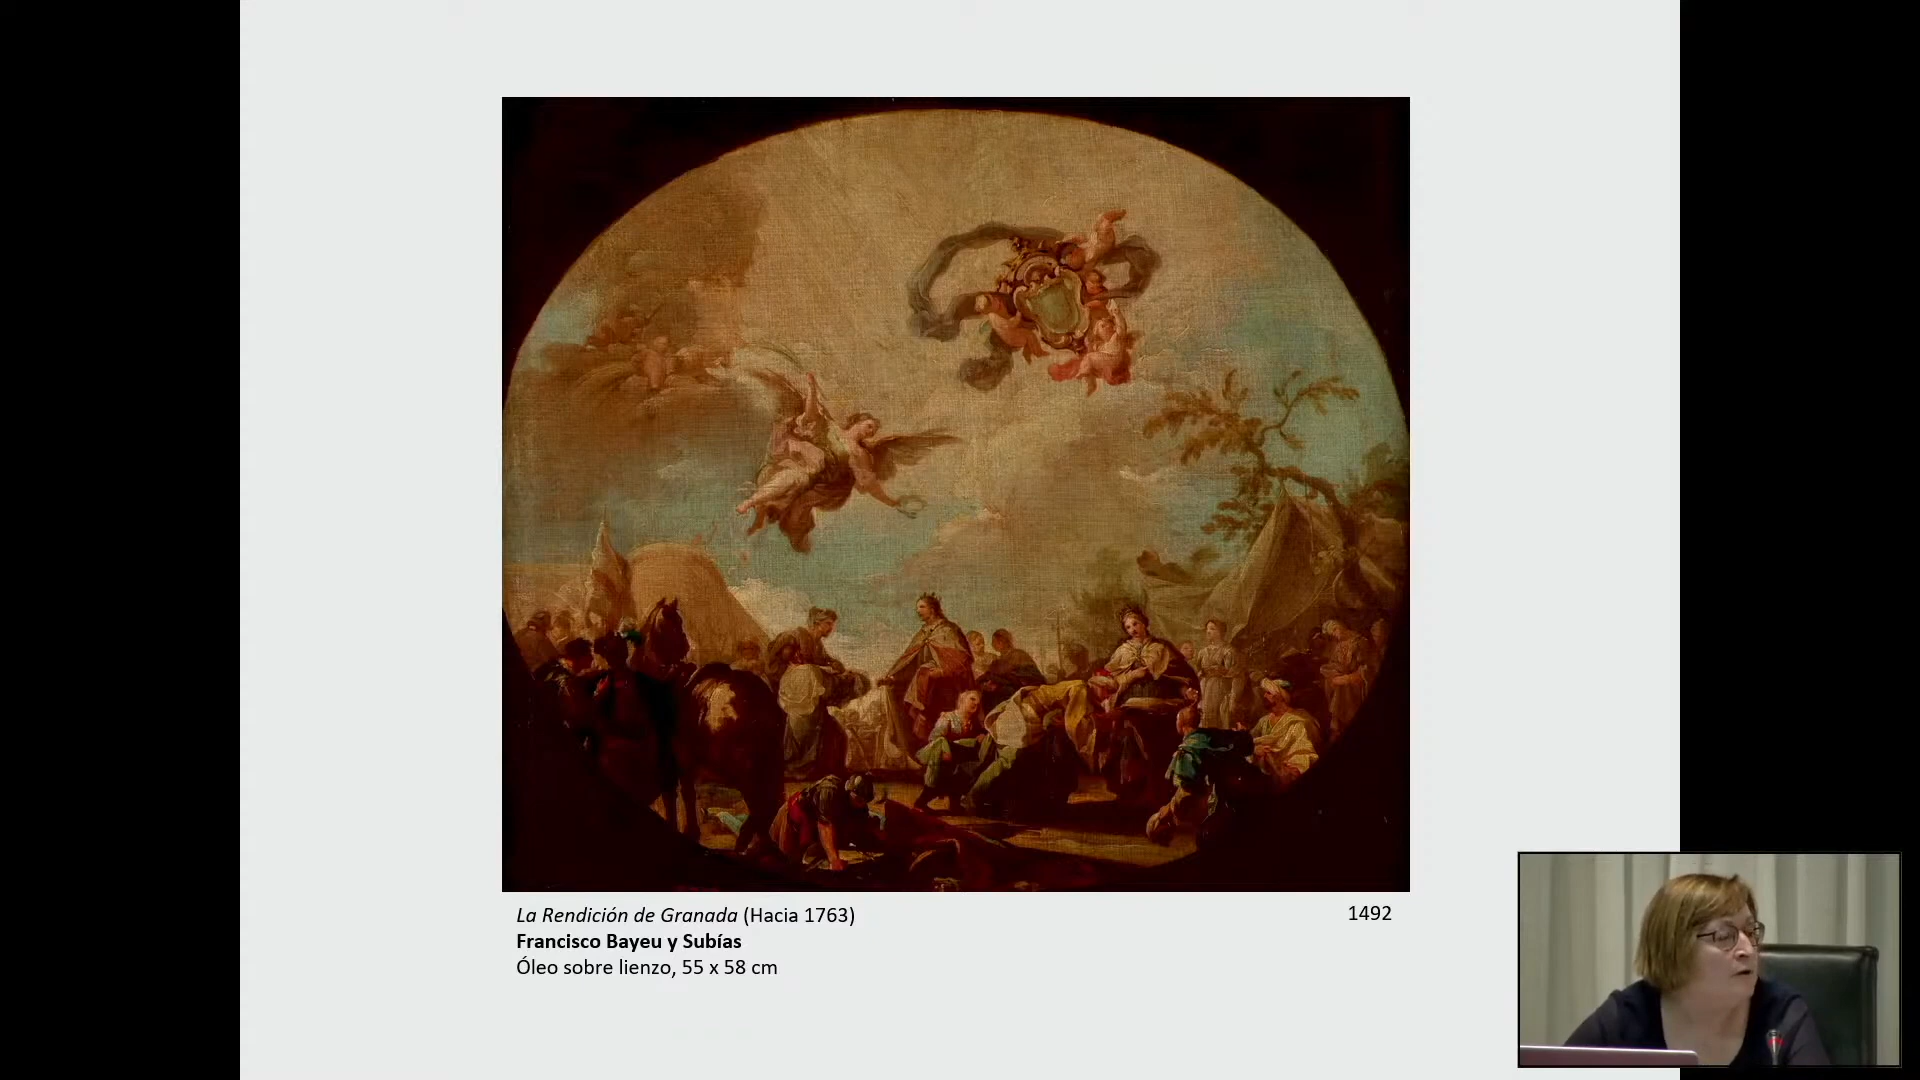 La Rendición de Granada (Hacia 1763)
1492
Francisco Bayeu y Subías
Óleo sobre lienzo, 55 x 58 cm